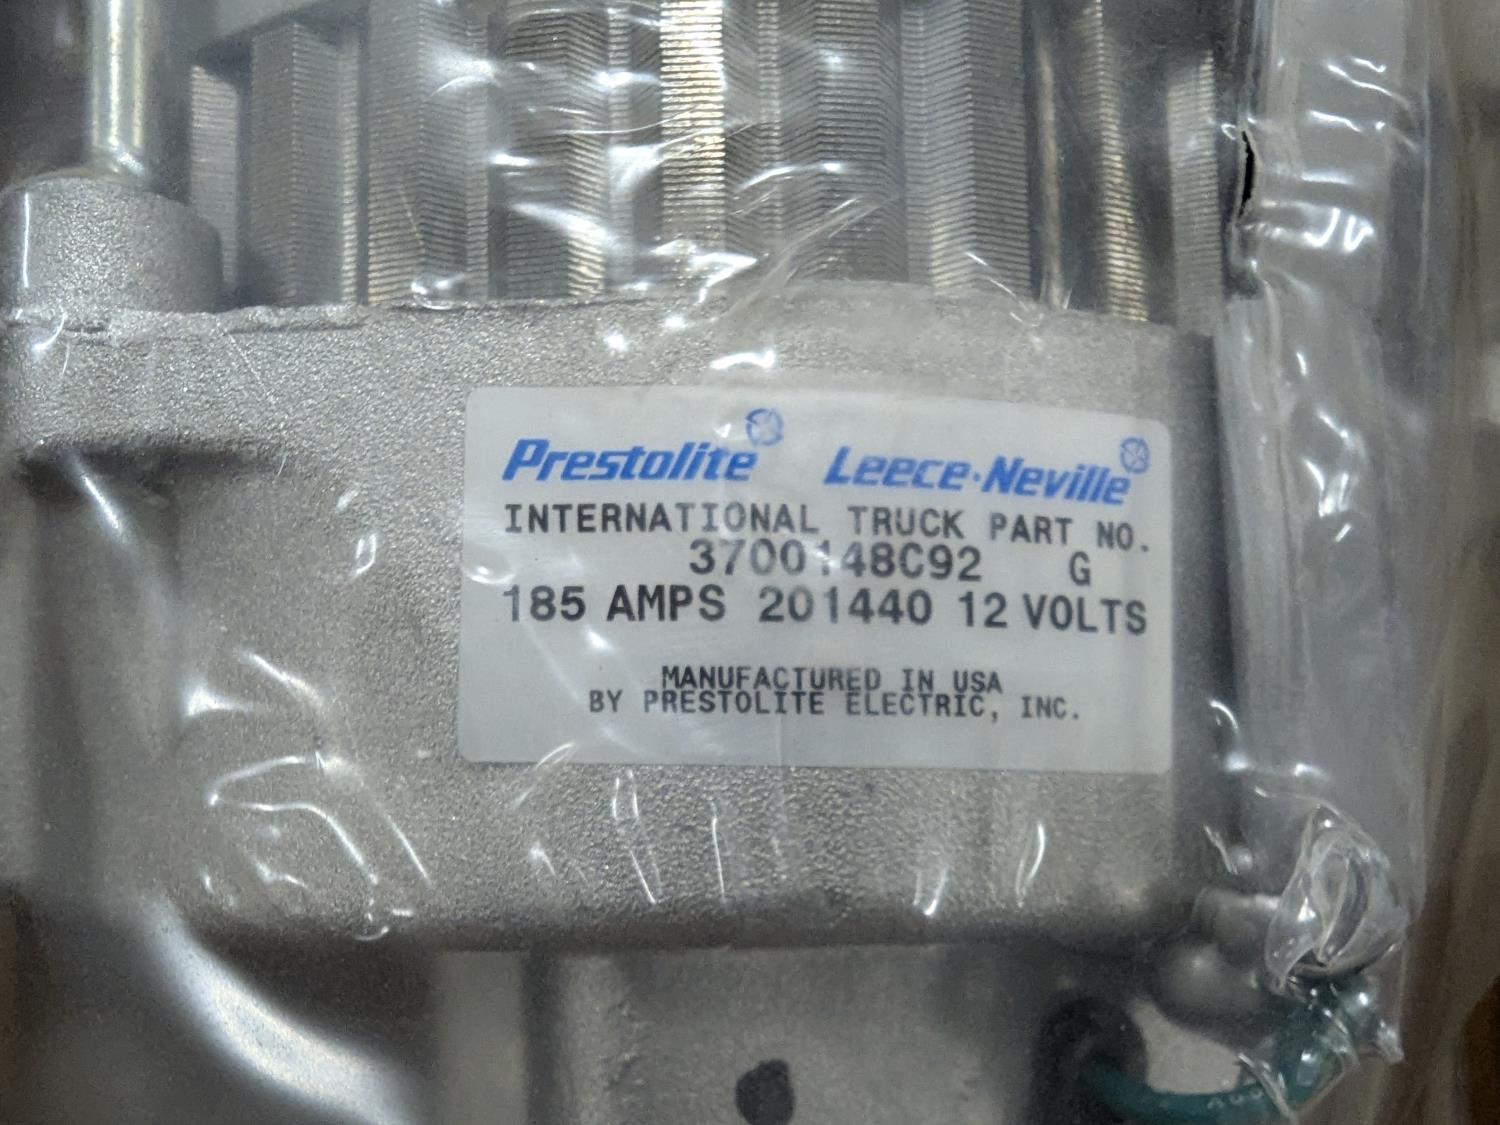 Prestolite Leece-Neville
INTERNATIONAL TRUCK PART NO.
3700148C92 G
185 AMPS 201440 12 VOLTS
MANUFACTURED IN USA
BY PRESTOLITE ELECTRIC, INC.